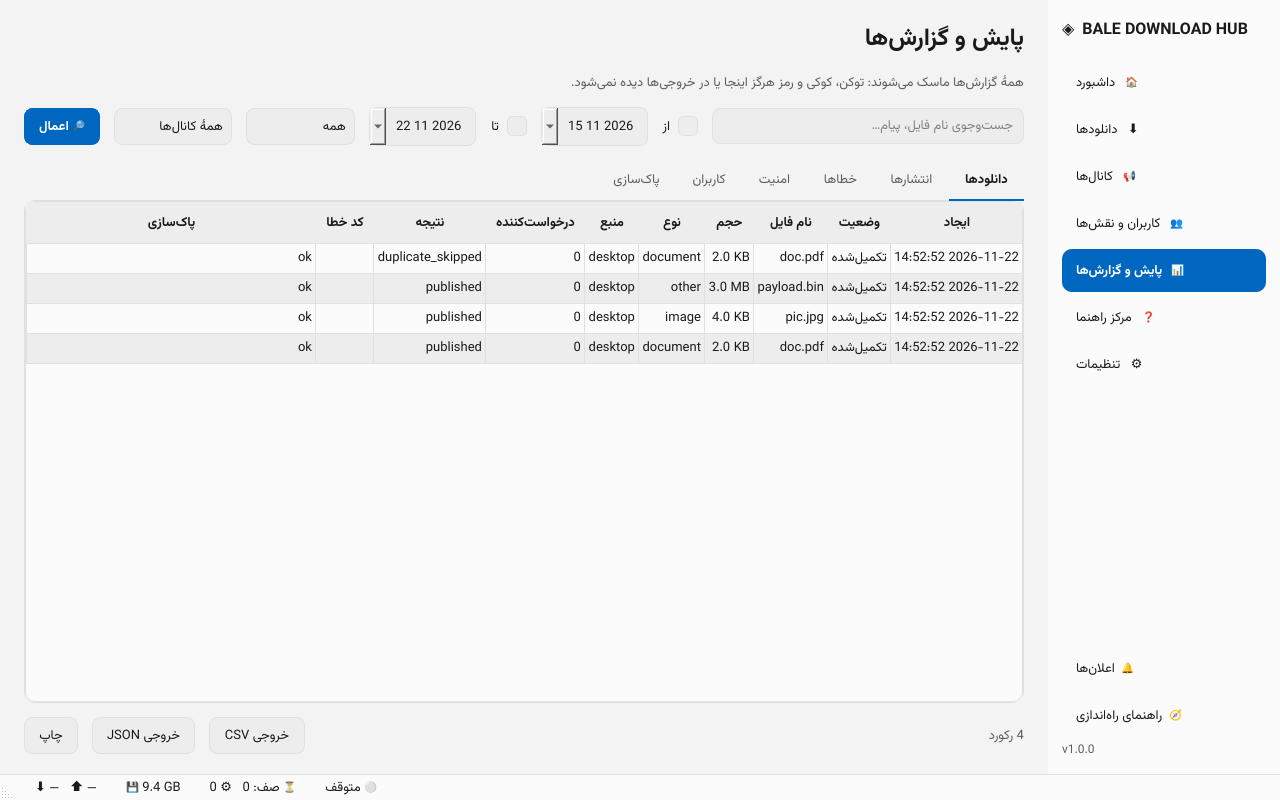 ◈ BALE DOWNLOAD HUB
🏠 داشبورد
⬇ دانلودها
📢 کانال‌ها
👥 کاربران و نقش‌ها
📊 پایش و گزارش‌ها
❓ مرکز راهنما
⚙ تنظیمات
🔔 اعلان‌ها
🧭 راهنمای راه‌اندازی
v1.0.0
پایش و گزارش‌ها
همهٔ گزارش‌ها ماسک می‌شوند: توکن، کوکی و رمز هرگز اینجا یا در خروجی‌ها دیده نمی‌شود.
جست‌وجوی نام فایل، پیام… از 15 11 2026 تا 22 11 2026 همه همهٔ کانال‌ها 🔎 اعمال
دانلودها انتشارها خطاها امنیت کاربران پاک‌سازی
ایجاد وضعیت نام فایل حجم نوع منبع درخواست‌کننده نتیجه کد خطا پاک‌سازی
2026-11-22 14:52:52 تکمیل‌شده doc.pdf 2.0 KB document desktop 0 duplicate_skipped ok
2026-11-22 14:52:52 تکمیل‌شده payload.bin 3.0 MB other desktop 0 published ok
2026-11-22 14:52:52 تکمیل‌شده pic.jpg 4.0 KB image desktop 0 published ok
2026-11-22 14:52:52 تکمیل‌شده doc.pdf 2.0 KB document desktop 0 published ok
4 رکورد خروجی CSV خروجی JSON چاپ
⚪ متوقف ⏳ صف: 0 ⚙ 0 💾 9.4 GB ⬆ — ⬇ —